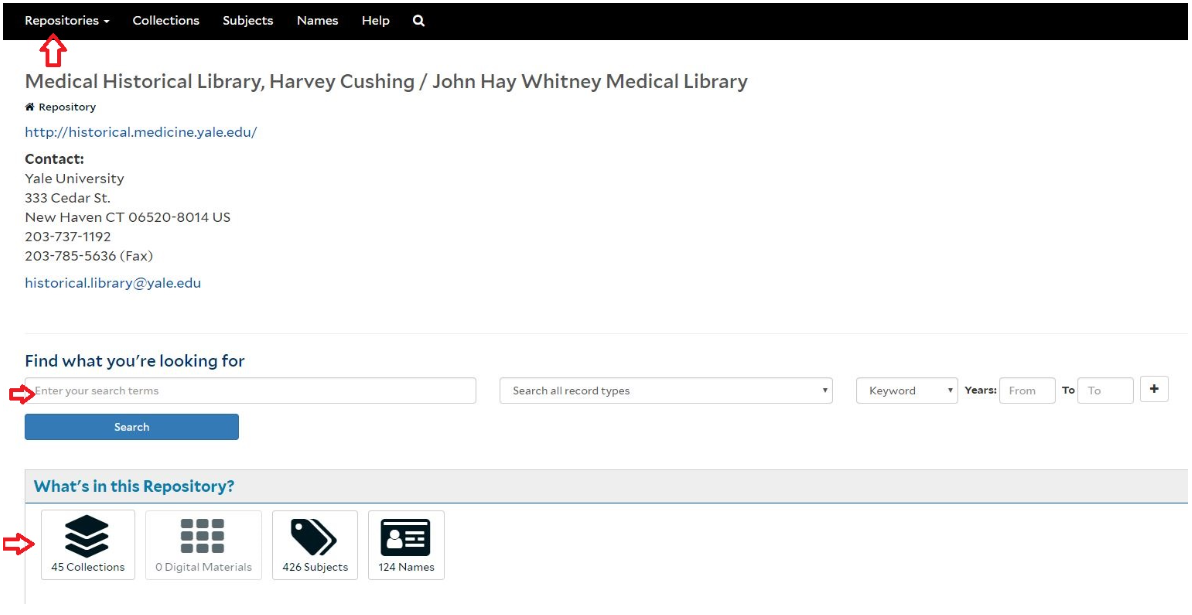 Repositories Collections Subjects Names Help
Medical Historical Library, Harvey Cushing / John Hay Whitney Medical Library
Repository
http://historical.medicine.yale.edu/
Contact:
Yale University
333 Cedar St.
New Haven CT 06520-8014 US
203-737-1192
203-785-5636 (Fax)
historical.library@yale.edu
Find what you're looking for
Enter your search terms Search all record types Keyword Years: From To To +
Search
What's in this Repository?
45 Collections 0 Digital Materials 426 Subjects 124 Names